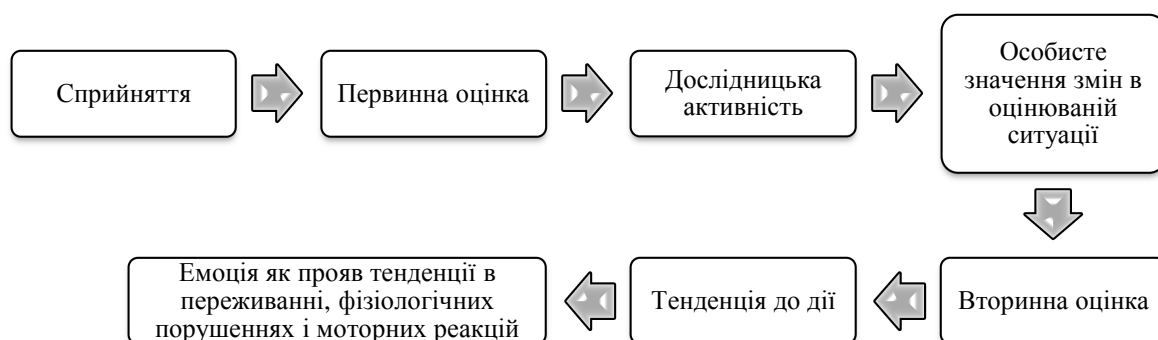 Сприйняття
Первинна оцінка
Дослідницька
активність
Особисте
значення змін в
оцінюваній
ситуації
Вторинна оцінка
Тенденція до дії
Емоція як прояв тенденції в
переживанні, фізіологічних
порушеннях і моторних реакцій